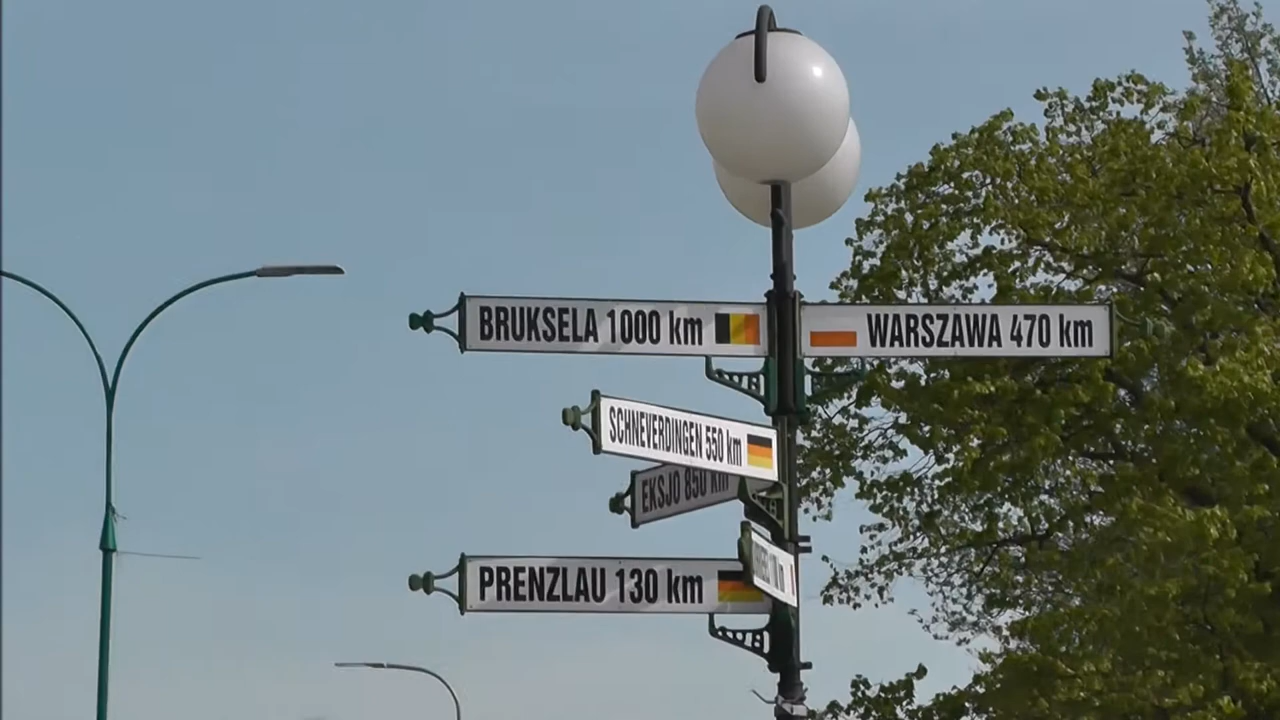 BRUKSELA 1000 km
WARSZAWA 470 km
SCHNEVERDINGEN 550 km
EKSJO 850 km
PRENZLAU 130 km